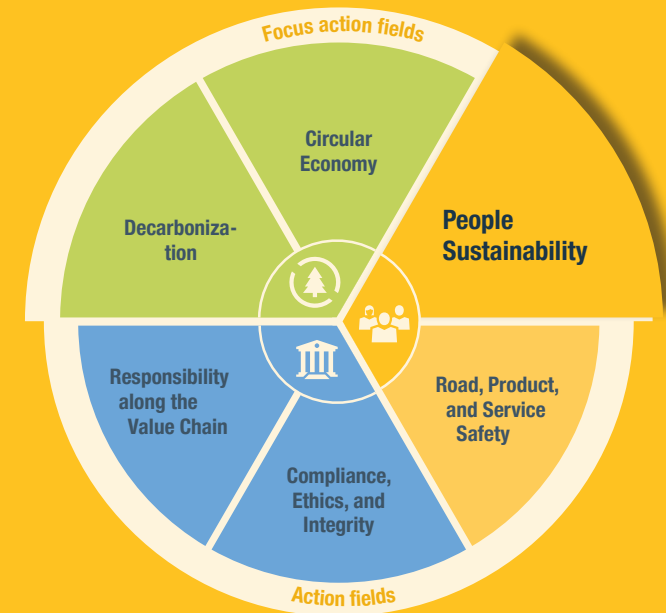 Focus action fields
Circular
Economy
Decarboniza-
tion
People
Sustainability
Responsibility
along the
Value Chain
Road, Product,
and Service
Safety
Compliance,
Ethics, and
Integrity
Action fields